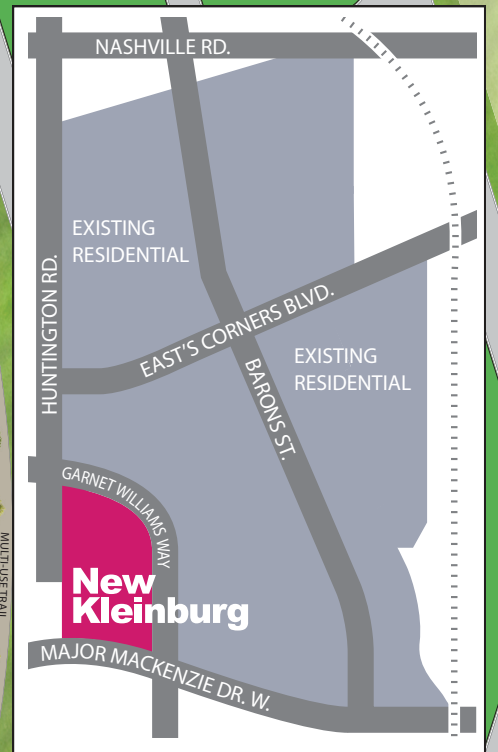 NASHVILLE RD.
EXISTING
RESIDENTIAL
HUNTINGTON RD.
EAST'S CORNERS BLVD.
EXISTING
RESIDENTIAL
BARONS ST.
GARNET WILLIAMS WAY
MULTI-USE TRAIL
New
Kleinburg
MAJOR MACKENZIE DR. W.